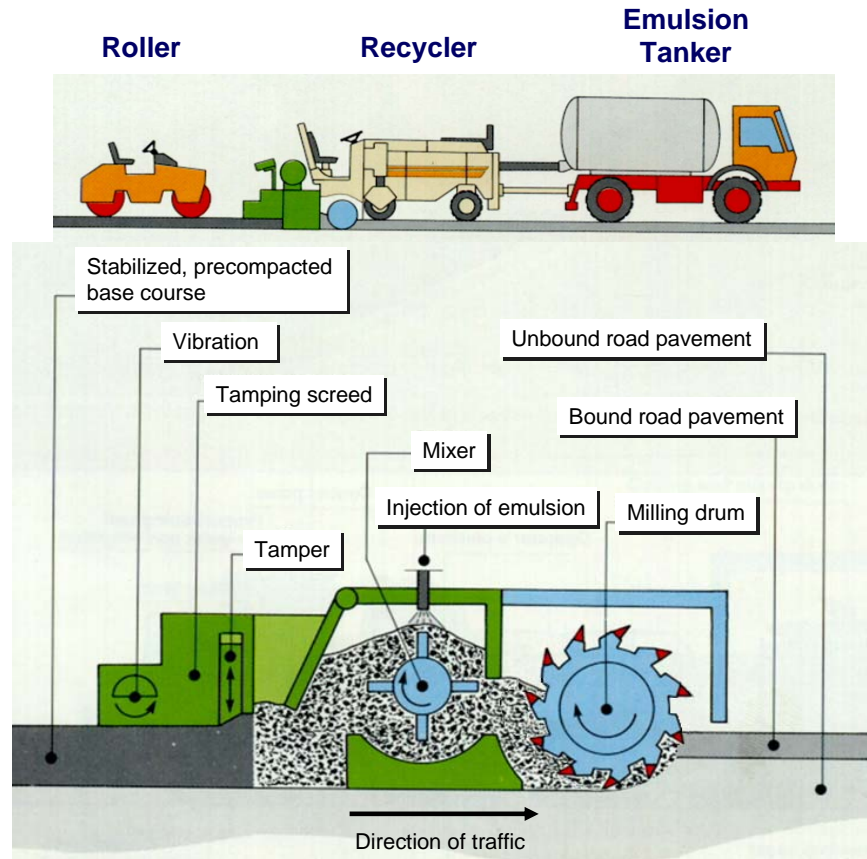 Roller
Recycler
Emulsion
Tanker
Stabilized, precompacted
base course
Vibration
Unbound road pavement
Tamping screed
Bound road pavement
Mixer
Injection of emulsion
Milling drum
Tamper
Direction of traffic